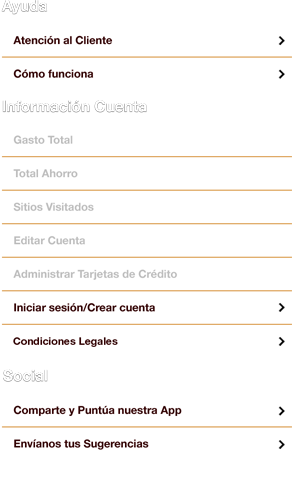 Ayuda
Atención al Cliente
Cómo funciona
Información Cuenta
Gasto Total
Total Ahorro
Sitios Visitados
Editar Cuenta
Administrar Tarjetas de Crédito
Iniciar sesión/Crear cuenta
Condiciones Legales
Social
Comparte y Puntúa nuestra App
Envíanos tus Sugerencias